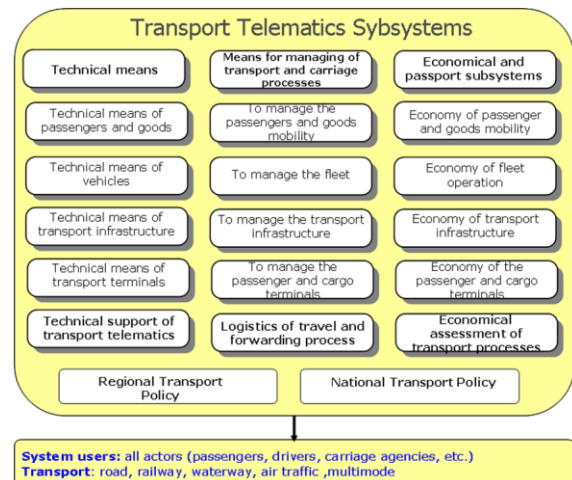 Transport Telematics Sybsystems
Technical means
Means for managing of
transport and carriage
processes
Economical and
passport subsystems
Technical means of
passengers and goods
To manage the
passengers and goods
mobility
Economy of passenger
and goods mobility
Technical means of
vehicles
To manage the fleet
Economy of fleet
operation
Technical means of
transport infrastructure
To manage the transport
infrastructure
Economy of transport
infrastructure
Technical means of
transport terminals
To manage the
passenger and cargo
terminals
Economy of the
passenger and cargo
terminals
Technical support of
transport telematics
Logistics of travel and
forwarding process
Economical
assessment of
transport processes
Regional Transport
Policy
National Transport Policy
System users: all actors (passengers, drivers, carriage agencies, etc.)
Transport: road, railway, waterway, air traffic ,multimode